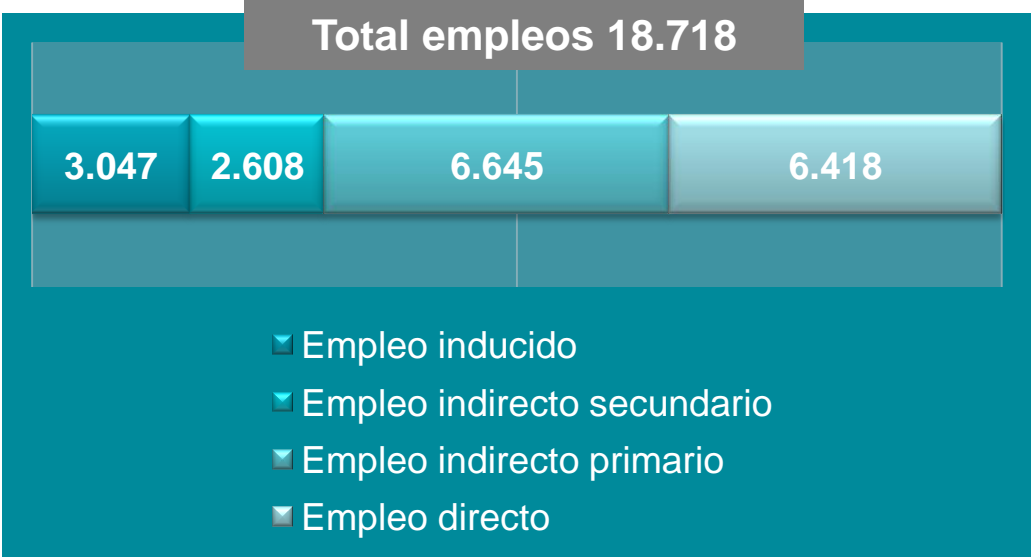 Total empleos 18.718
3.047 2.608 6.645 6.418
Empleo inducido
Empleo indirecto secundario
Empleo indirecto primario
Empleo directo